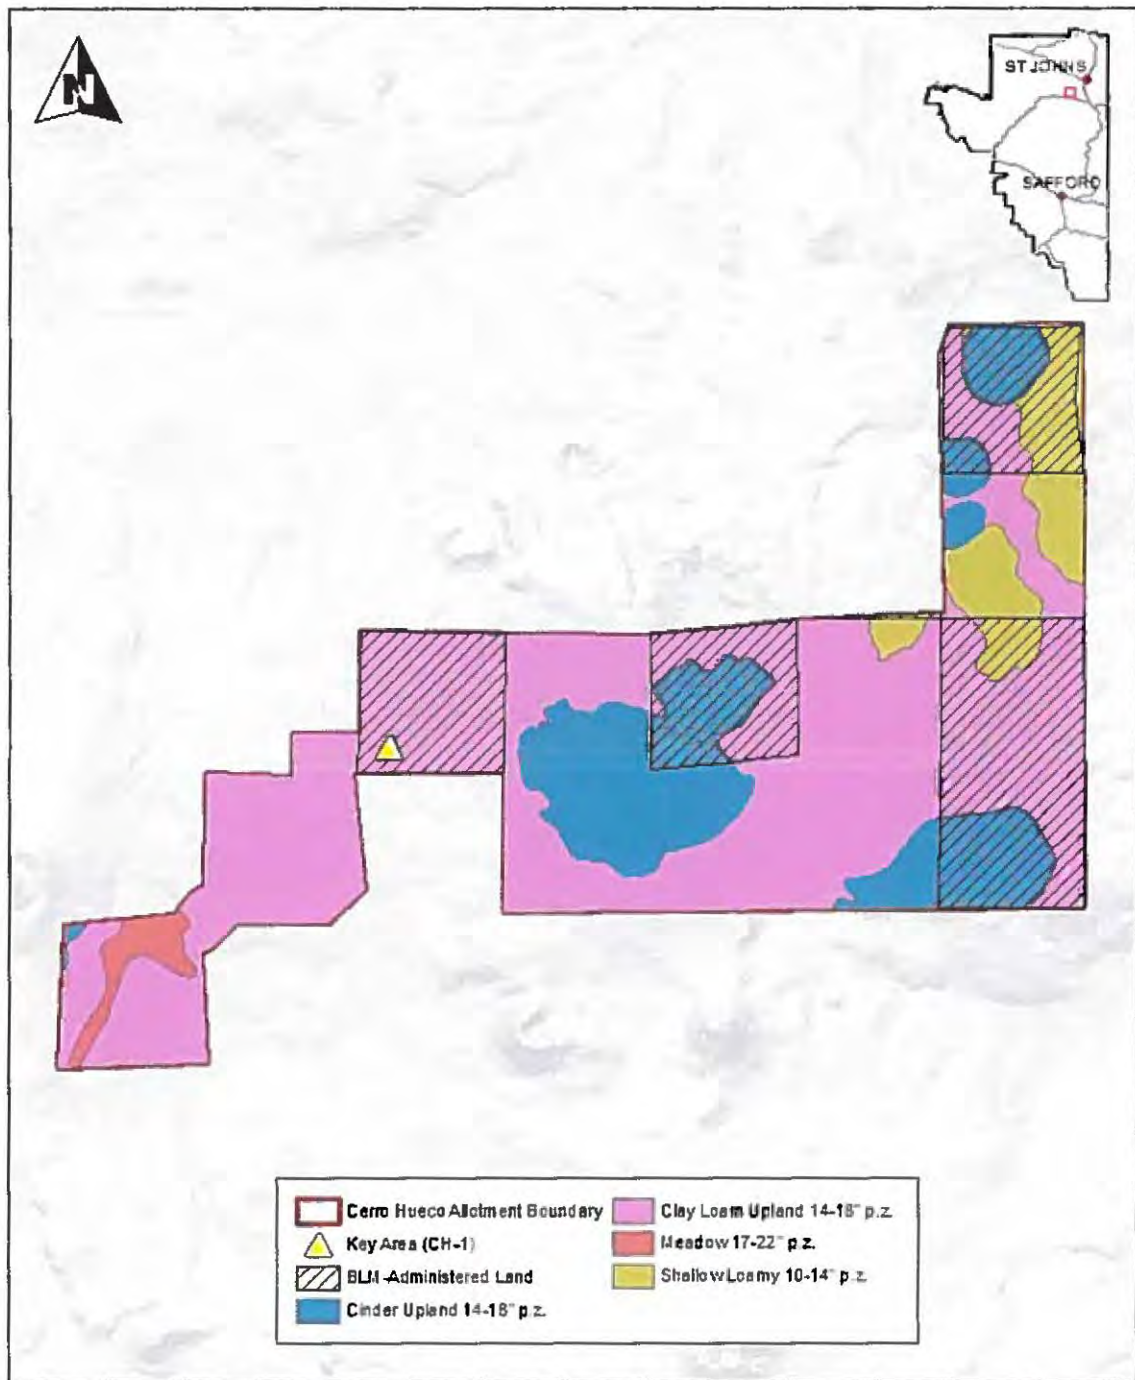 N
ST JOHNS
SAFFORD
Cerro Hueco Allotment Boundary
Key Area (CH-1)
BLM-Administered Land
Cinder Upland 14-18" p.z.
Clay Loam Upland 14-18" p.z.
Meadow 17-22" p.z.
Shallow Loamy 10-14" p.z.